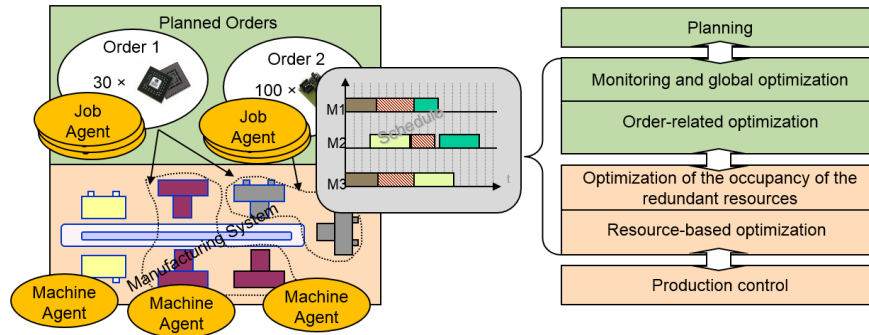 Planned Orders
Order 1
30 ×
Order 2
100 ×
Job
Agent
Job
Agent
M1
M2
M3
Schedule
t
Manufacturing System
Machine
Agent
Machine
Agent
Machine
Agent
Planning
Monitoring and global optimization
Order-related optimization
Optimization of the occupancy of the
redundant resources
Resource-based optimization
Production control